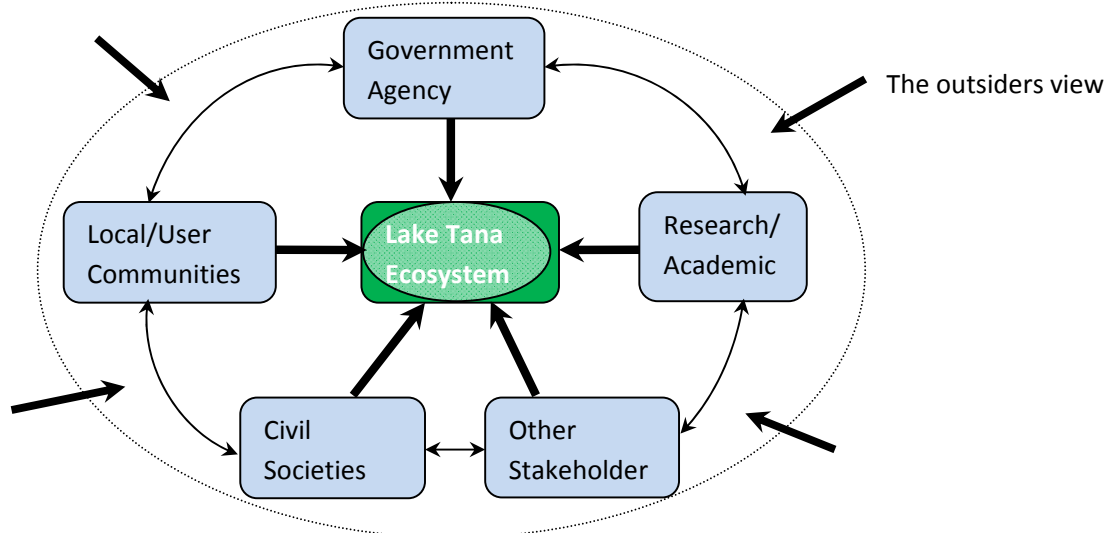 Government
Agency
The outsiders view
Local/User
Communities
Lake Tana
Ecosystem
Research/
Academic
Civil
Societies
Other
Stakeholder